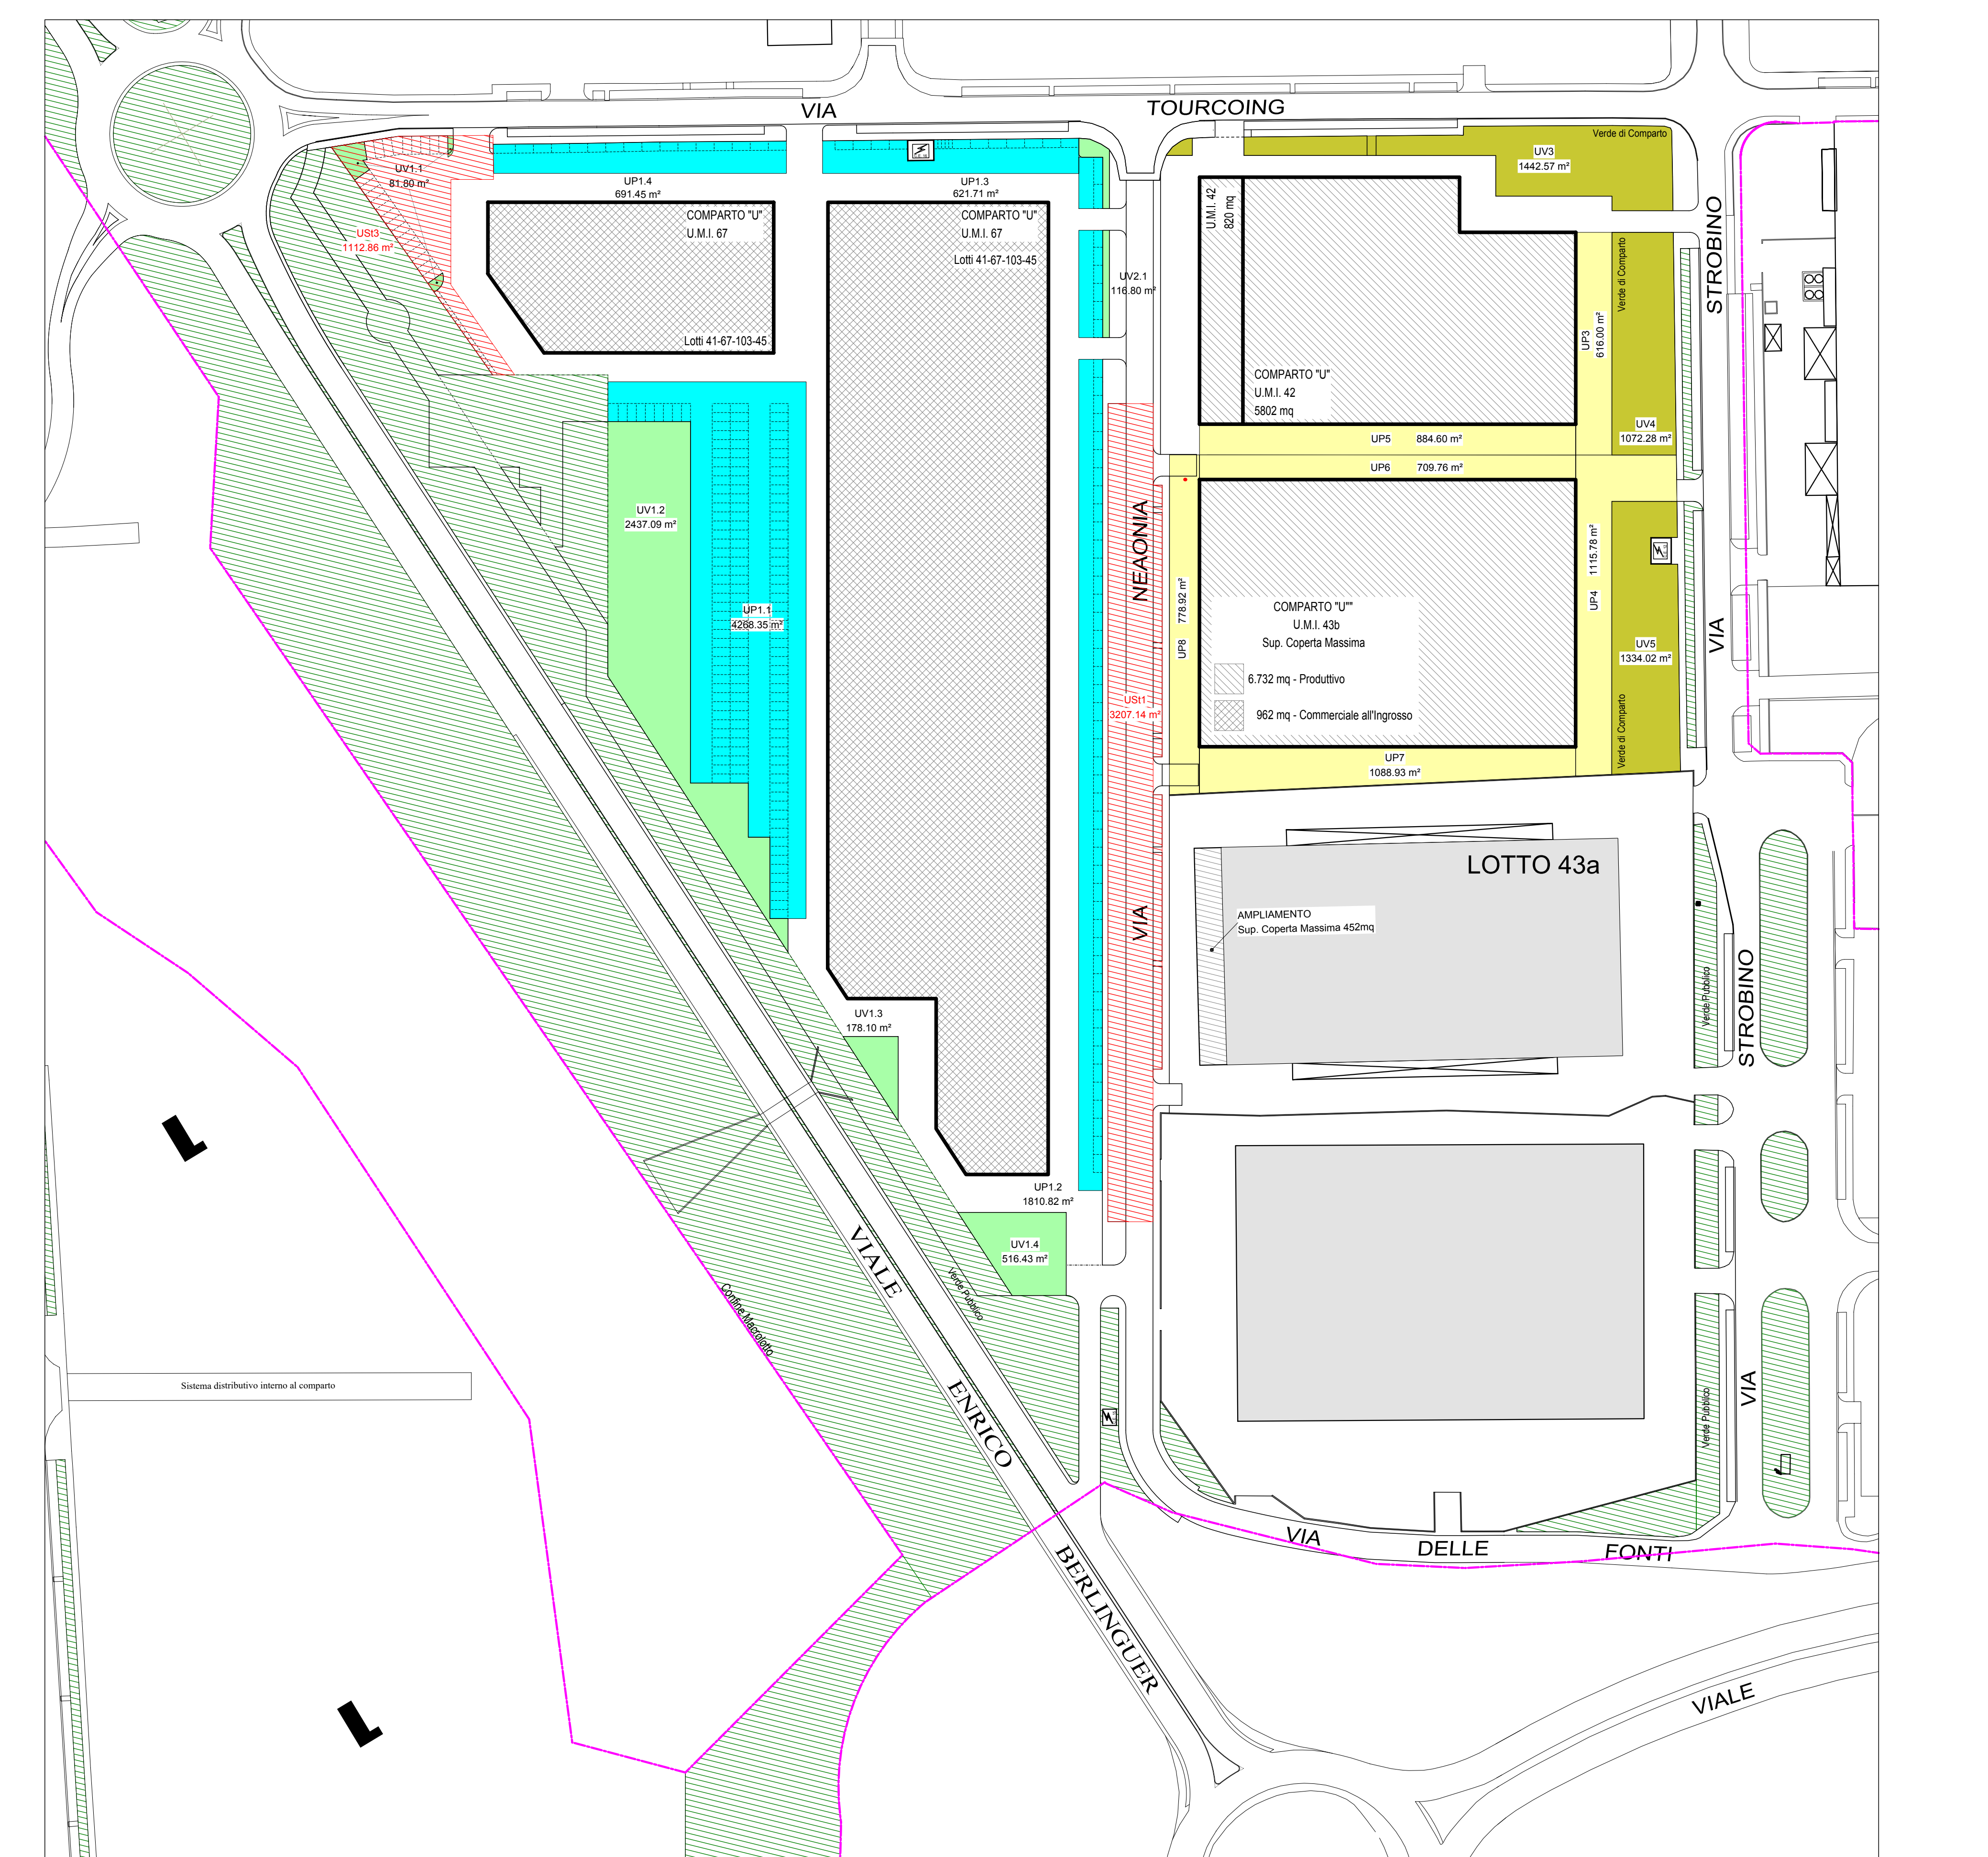 VIA
TOURCOING
Verde di Comparto
UV3
1442.57 m²
UV1.1
81.80 m²
UP1.4
691.45 m²
UP1.3
621.71 m²
USt3
1112.86 m²
COMPARTO "U"
U.M.I. 67
Lotti 41-67-103-45
COMPARTO "U"
U.M.I. 67
Lotti 41-67-103-45
U.M.I. 42
820 mq
UV2.1
116.80 m²
STROBINO
Verde di Comparto
UP3
616.00 m²
COMPARTO "U"
U.M.I. 42
5802 mq
UV4
1072.28 m²
UP5 884.60 m²
UP6 709.76 m²
UV1.2
2437.09 m²
NEAONIA
UP1.1
4268.35 m²
UP8 778.92 m²
COMPARTO "U""
U.M.I. 43b
Sup. Coperta Massima
6.732 mq - Produttivo
962 mq - Commerciale all'Ingrosso
UP4 1115.78 m²
UV5
1334.02 m²
Verde di Comparto
VIA
USt1
3207.14 m²
UP7
1088.93 m²
LOTTO 43a
VIA
AMPLIAMENTO
Sup. Coperta Massima 452mq
Verde Pubblico
STROBINO
UV1.3
178.10 m²
UP1.2
1810.82 m²
UV1.4
516.43 m²
VIALE
Verde Pubblico
Confine Macrolotto
Sistema distributivo interno al comparto
ENRICO
Verde Pubblico
VIA
VIA
DELLE
FONTI
BERLINGUER
VIALE